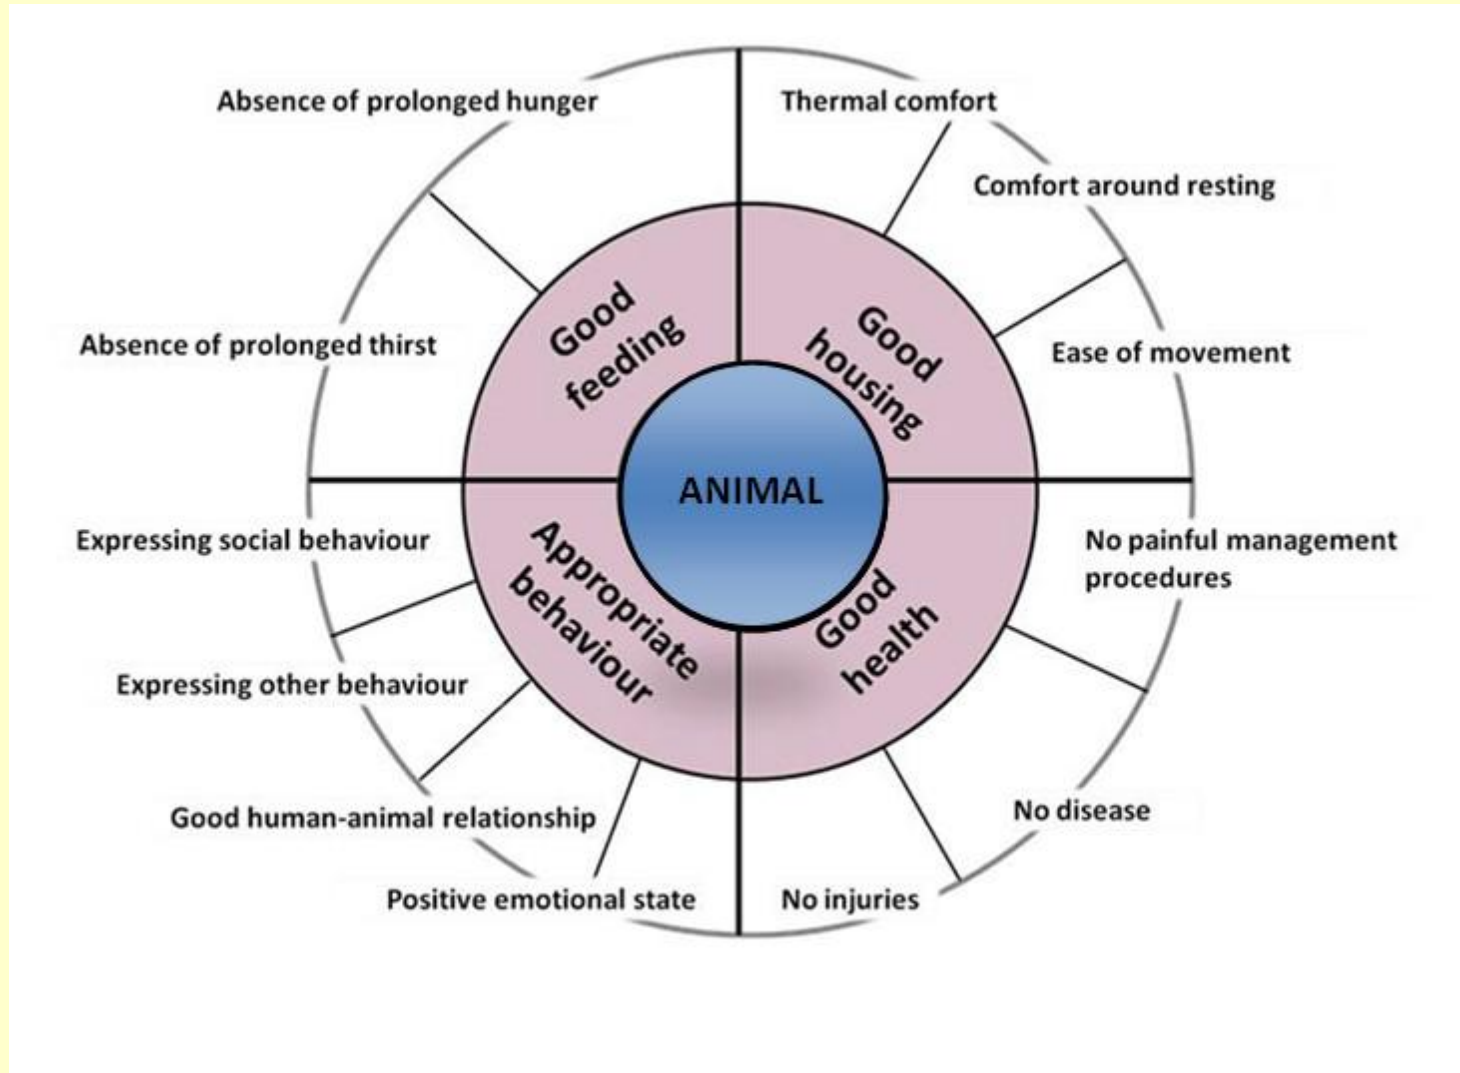 Absence of prolonged hunger
Thermal comfort
Comfort around resting
Good
feeding
Good
housing
Absence of prolonged thirst
Ease of movement
ANIMAL
Expressing social behaviour
Appropriate
behaviour
Good
health
No painful management
procedures
Expressing other behaviour
Good human-animal relationship
No disease
Positive emotional state
No injuries